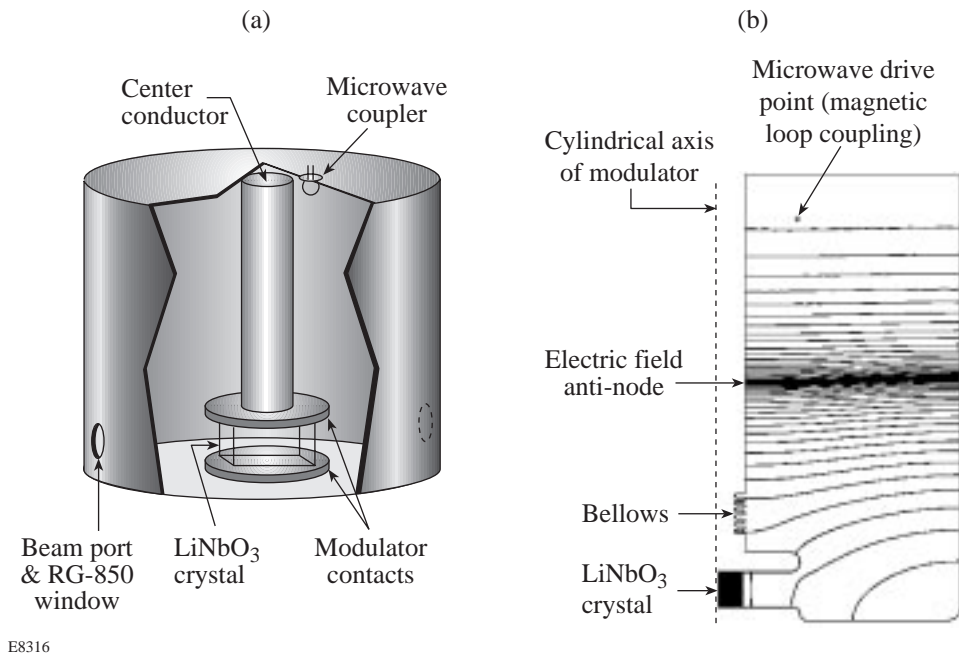 (a)
Center
conductor
Microwave
coupler
Beam port
& RG-850
window
LiNbO₃
crystal
Modulator
contacts
(b)
Microwave drive
point (magnetic
loop coupling)
Cylindrical axis
of modulator
Electric field
anti-node
Bellows
LiNbO₃
crystal
E8316